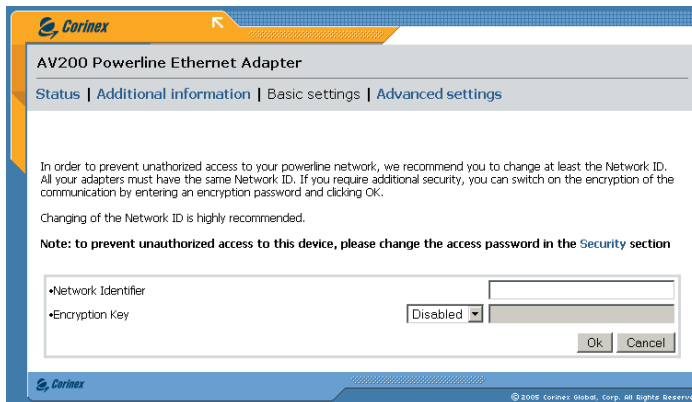 Corinex
AV200 Powerline Ethernet Adapter
Status | Additional information | Basic settings | Advanced settings
In order to prevent unathorized access to your powerline network, we recommend you to change at least the Network ID.
All your adapters must have the same Network ID. If you require additional security, you can switch on the encryption of the
communication by entering an encryption password and clicking OK.
Changing of the Network ID is highly recommended.
Note: to prevent unauthorized access to this device, please change the access password in the Security section
•Network Identifier
•Encryption Key Disabled
Ok Cancel
Corinex
© 2005 Corinex Global, Corp. All Rights Reserve